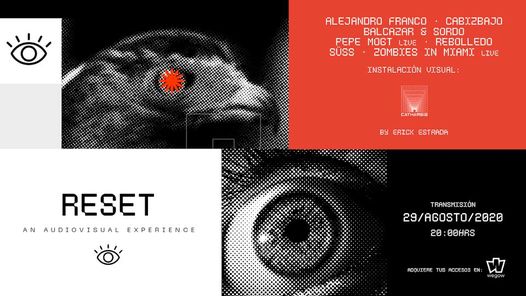 ALEJANDRO FRANCO · CABIZBAJO
BALCAZAR & SORDO
PEPE MOGT LIVE · REBOLLEDO
SÜSS · ZOMBIES IN MIAMI LIVE
INSTALACIÓN VISUAL:
CATHARSIS
BY ERICK ESTRADA
RESET
AN AUDIOVISUAL EXPERIENCE
TRANSMISIÓN
29/AGOSTO/2020
20:00HRS
ADQUIERE TUS ACCESOS EN:
wegow